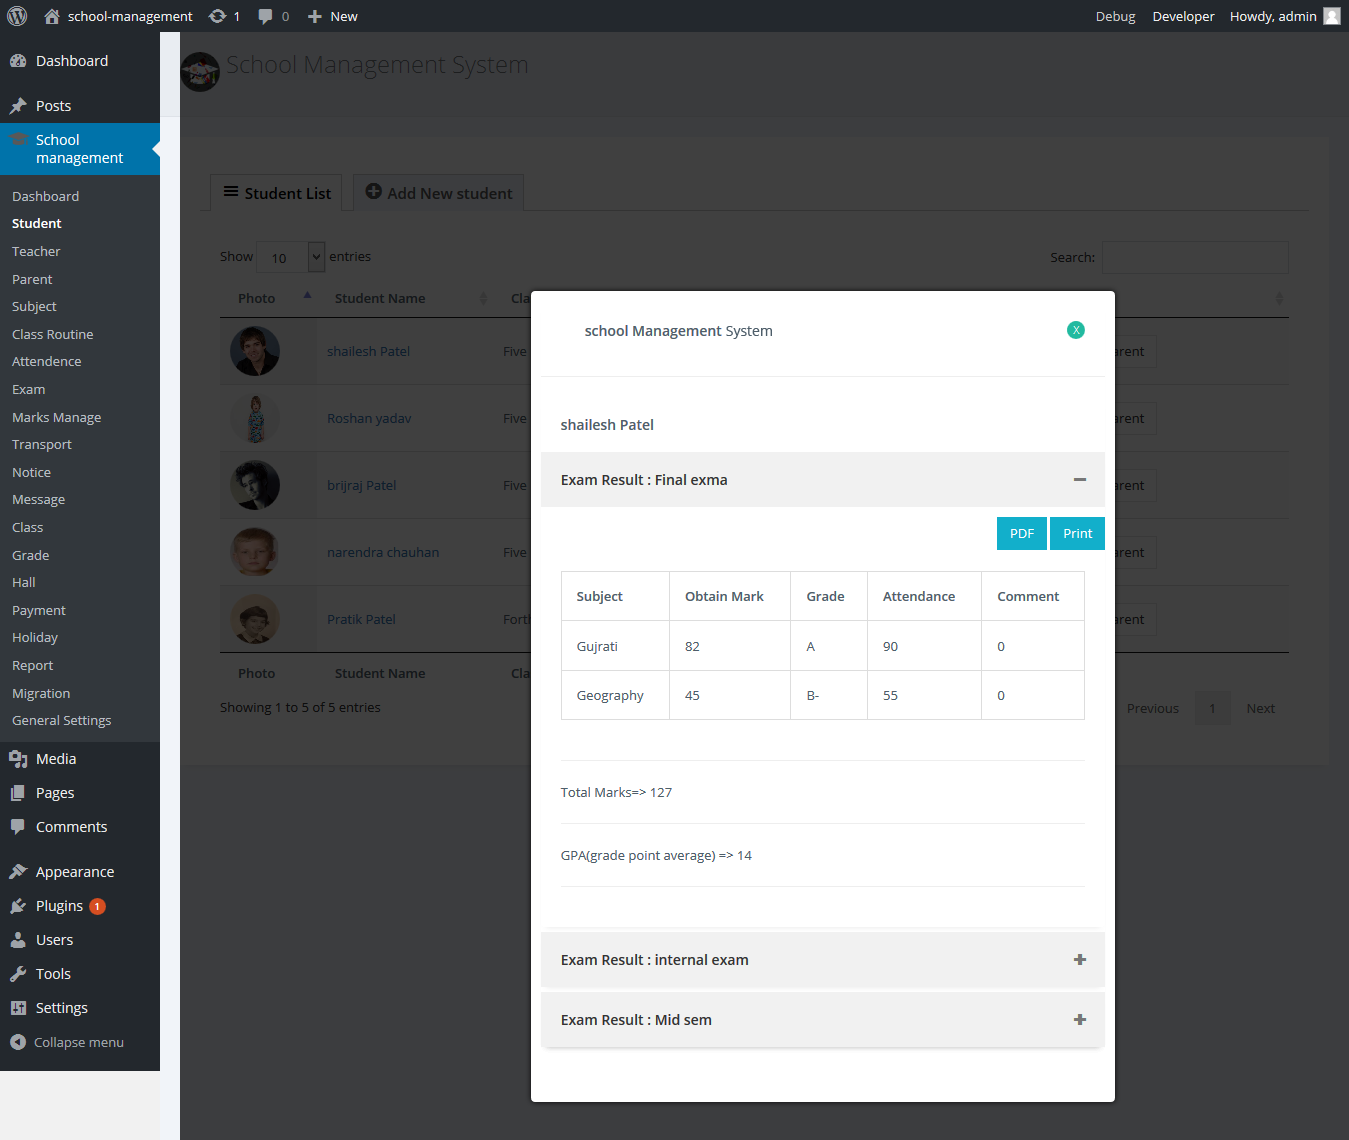 school-management 1 0 New Debug Developer Howdy, admin
Dashboard
Posts
School
management
Dashboard
Student
Teacher
Parent
Subject
Class Routine
Attendence
Exam
Marks Manage
Transport
Notice
Message
Class
Grade
Hall
Payment
Holiday
Report
Migration
General Settings
Media
Pages
Comments
Appearance
Plugins 1
Users
Tools
Settings
Collapse menu
School Management System
Student List Add New student
Show 10 entries Search:
Photo Student Name Cla
shailesh Patel Five arent
Roshan yadav Five arent
brijraj Patel Five arent
narendra chauhan Five arent
Pratik Patel Fort arent
Photo Student Name Cla
Showing 1 to 5 of 5 entries Previous 1 Next
school Management System X
shailesh Patel
Exam Result : Final exma
PDF Print
Subject Obtain Mark Grade Attendance Comment
Gujrati 82 A 90 0
Geography 45 B- 55 0
Total Marks=> 127
GPA(grade point average) => 14
Exam Result : internal exam
Exam Result : Mid sem